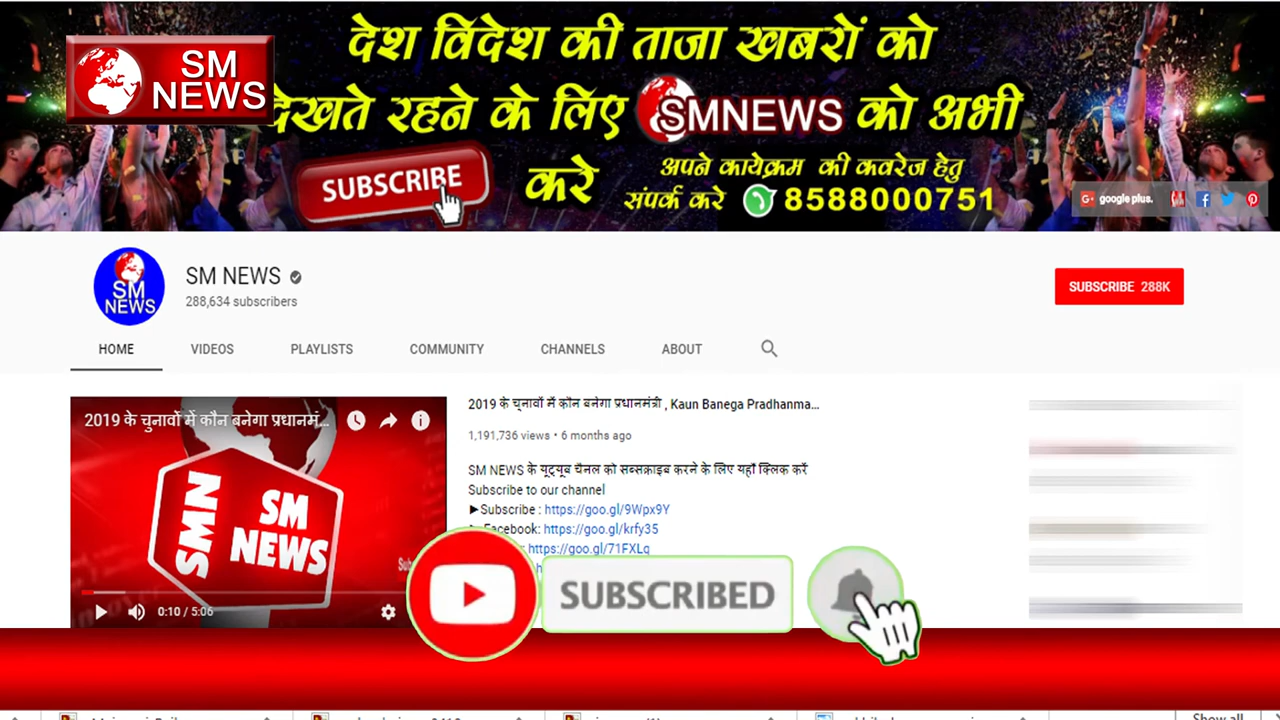 देश विदेश की ताजा खबरों को
SM
NEWS
देखते रहने के लिए SMNEWS को अभी
SUBSCRIBE करे
अपने कार्यक्रम की कवरेज हेतु
संपर्क करे 8588000751
google plus.
SM
NEWS
SM NEWS
288,634 subscribers
SUBSCRIBE 288K
HOME VIDEOS PLAYLISTS COMMUNITY CHANNELS ABOUT
2019 के चुनावों में कौन बनेगा प्रधानमं...
SMN
SM
NEWS
0:10 / 5:06
2019 के चुनावों में कौन बनेगा प्रधानमंत्री , Kaun Banega Pradhanma...
1,191,736 views • 6 months ago
SM NEWS के यूट्यूब चैनल को सब्सक्राइब करने के लिए यहाँ क्लिक करें
Subscribe to our channel
►Subscribe : https://goo.gl/9Wpx9Y
Facebook: https://goo.gl/krfy35
https://goo.gl/71FXLq
SUBSCRIBED
Show all